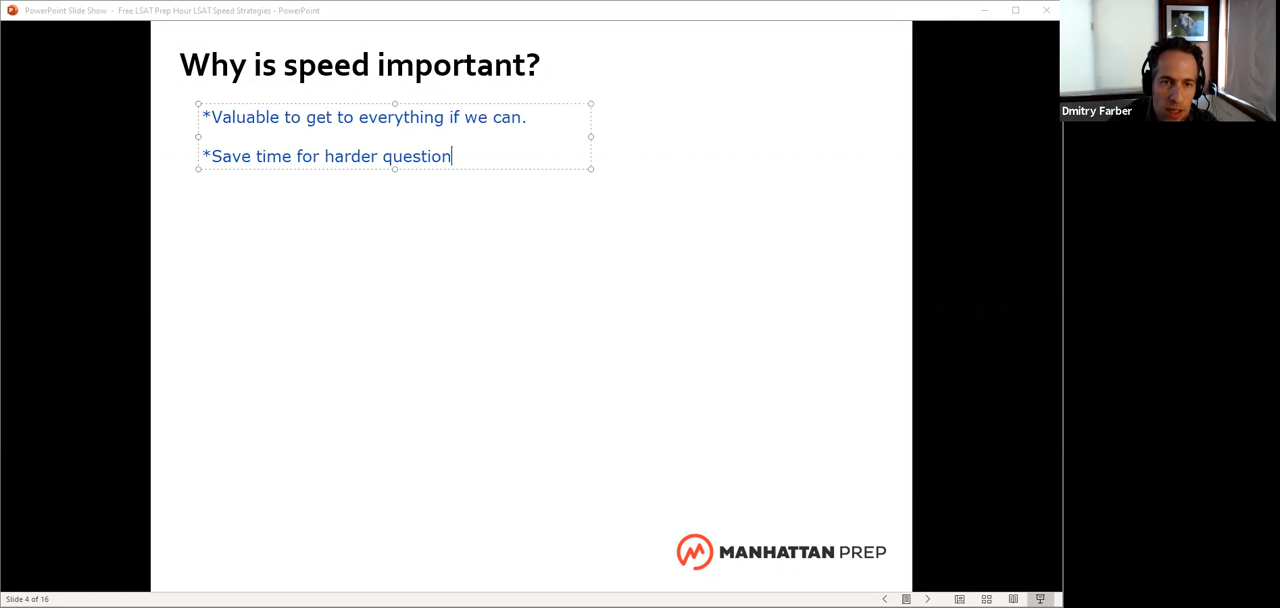 PowerPoint Slide Show - Free LSAT Prep Hour LSAT Speed Strategies - PowerPoint
Why is speed important?
*Valuable to get to everything if we can.
*Save time for harder question
Dmitry Farber
MANHATTAN PREP
Slide 4 of 16